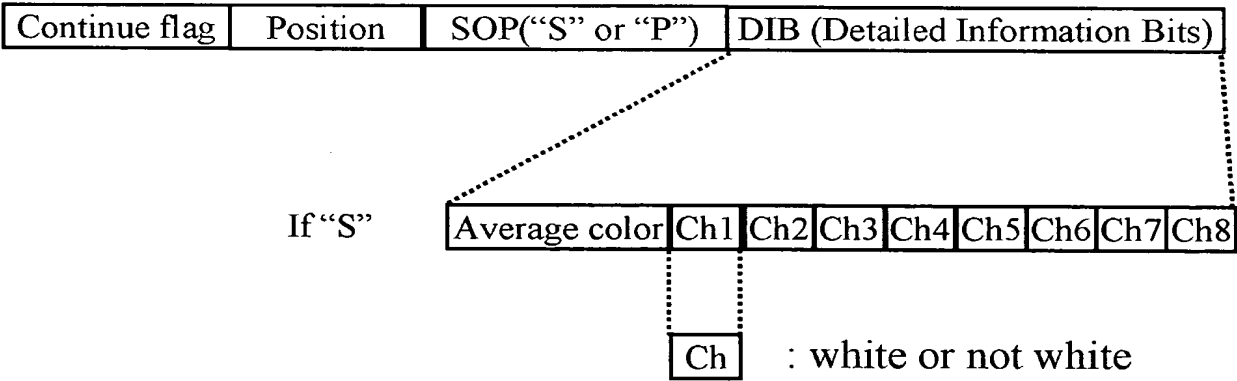 Continue flag Position SOP(“S” or “P”) DIB (Detailed Information Bits)
If “S” Average color Ch1 Ch2 Ch3 Ch4 Ch5 Ch6 Ch7 Ch8
Ch : white or not white